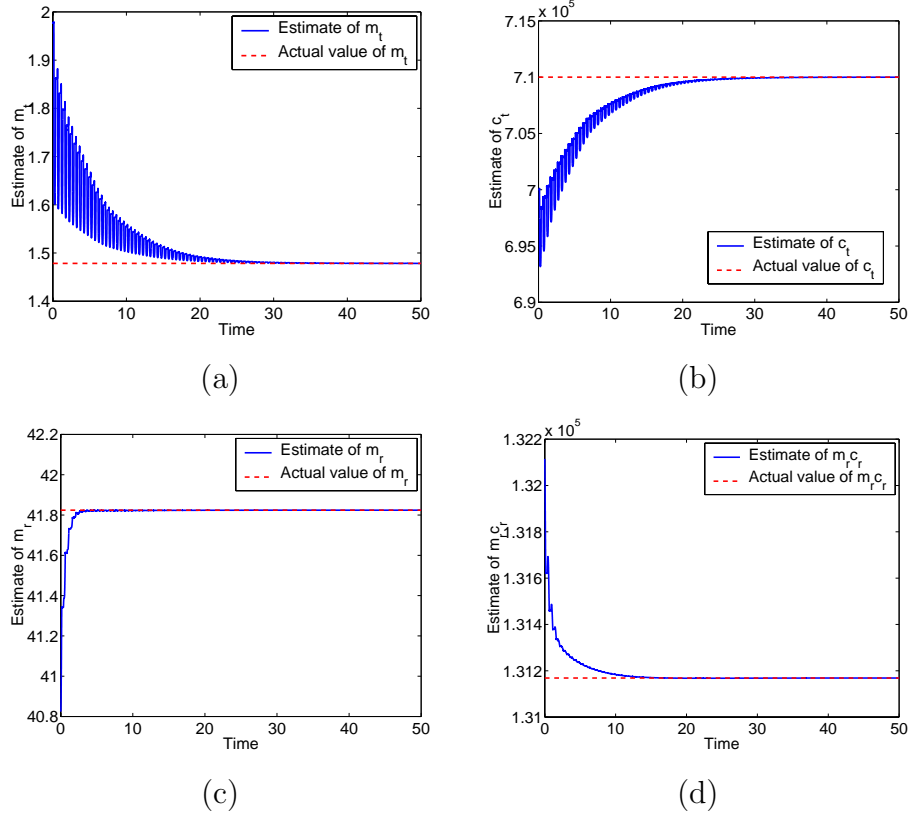 2
1.9
1.8
1.7
1.6
1.5
1.4
0 10 20 30 40 50
Time
Estimate of m_t
Estimate of m_t
Actual value of m_t
(a)
x 10^5
7.15
7.1
7.05
7
6.95
6.9
0 10 20 30 40 50
Time
Estimate of c_t
Estimate of c_t
Actual value of c_t
(b)
42.2
42
41.8
41.6
41.4
41.2
41
40.8
0 10 20 30 40 50
Time
Estimate of m_r
Estimate of m_r
Actual value of m_r
(c)
x 10^5
1.322
1.32
1.318
1.316
1.314
1.312
1.31
0 10 20 30 40 50
Time
Estimate of m_r c_r
Estimate of m_r c_r
Actual value of m_r c_r
(d)